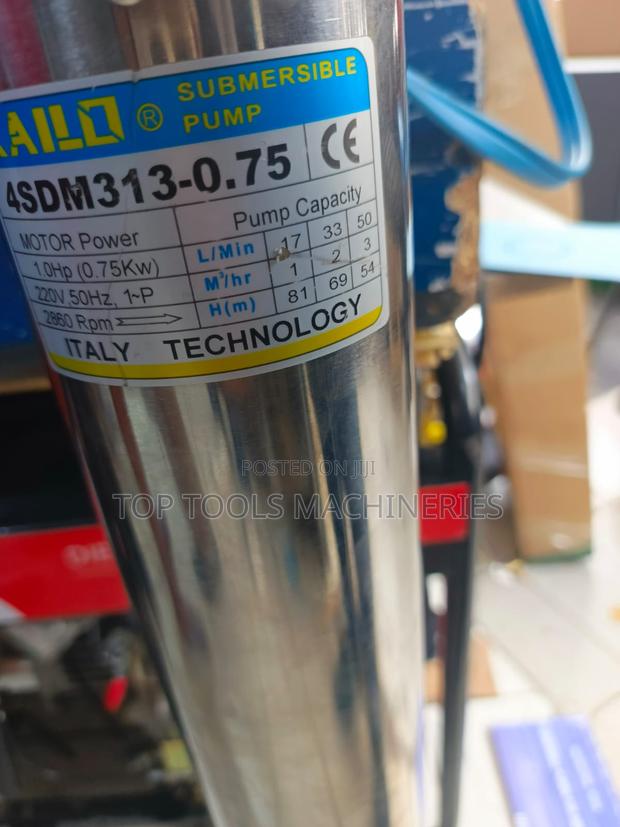 AILO ® SUBMERSIBLE
PUMP
4SDM313-0.75 CE
MOTOR Power
1.0Hp (0.75Kw)
220V,50Hz, 1~P
2860 Rpm
Pump Capacity
L/Min 17 33 50
M³/hr 1 2 3
H(m) 81 69 54
ITALY TECHNOLOGY
POSTED ON JIJI
TOP TOOLS MACHINERIES
DIE